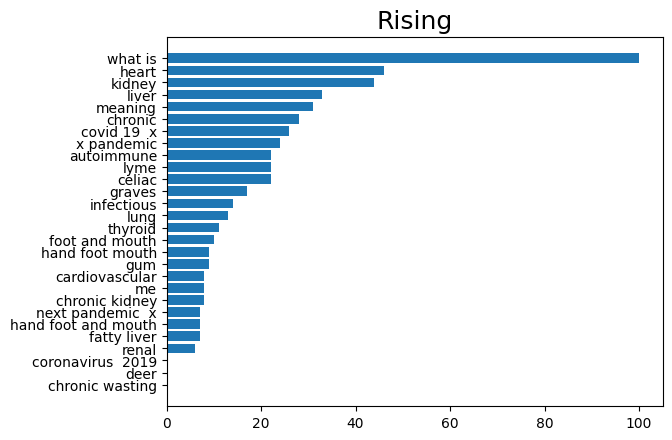 Rising
what is
heart
kidney
liver
meaning
chronic
covid 19  x
x pandemic
autoimmune
lyme
celiac
graves
infectious
lung
thyroid
foot and mouth
hand foot mouth
gum
cardiovascular
me
chronic kidney
next pandemic  x
hand foot and mouth
fatty liver
renal
coronavirus  2019
deer
chronic wasting
0 20 40 60 80 100